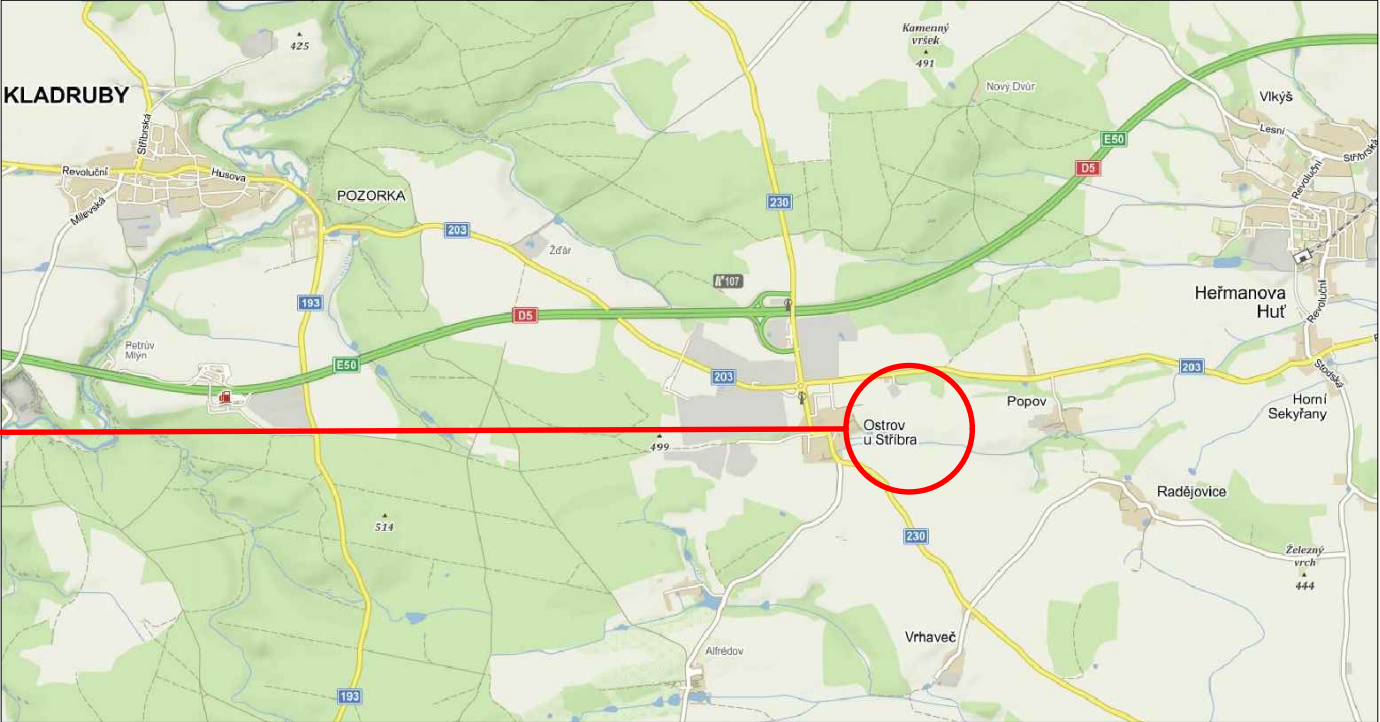 425
Kamenný
vršek
491
KLADRUBY
Nový Dvůr
Vlkýš
Stříbrská
Lesní
Stříbrská
E50
D5
Revoluční
Husova
Revoluční
POZORKA
Milevská
230
203
Žďár
107
193
D5
Heřmanova
Huť
Revoluční
Petrův
Mlýn
E50
203
203
Stodská
Popov
Horní
Sekyřany
Ostrov
u Stříbra
499
Radějovice
514
230
Železný
vrch
444
Vrhaveč
Alfrédov
193